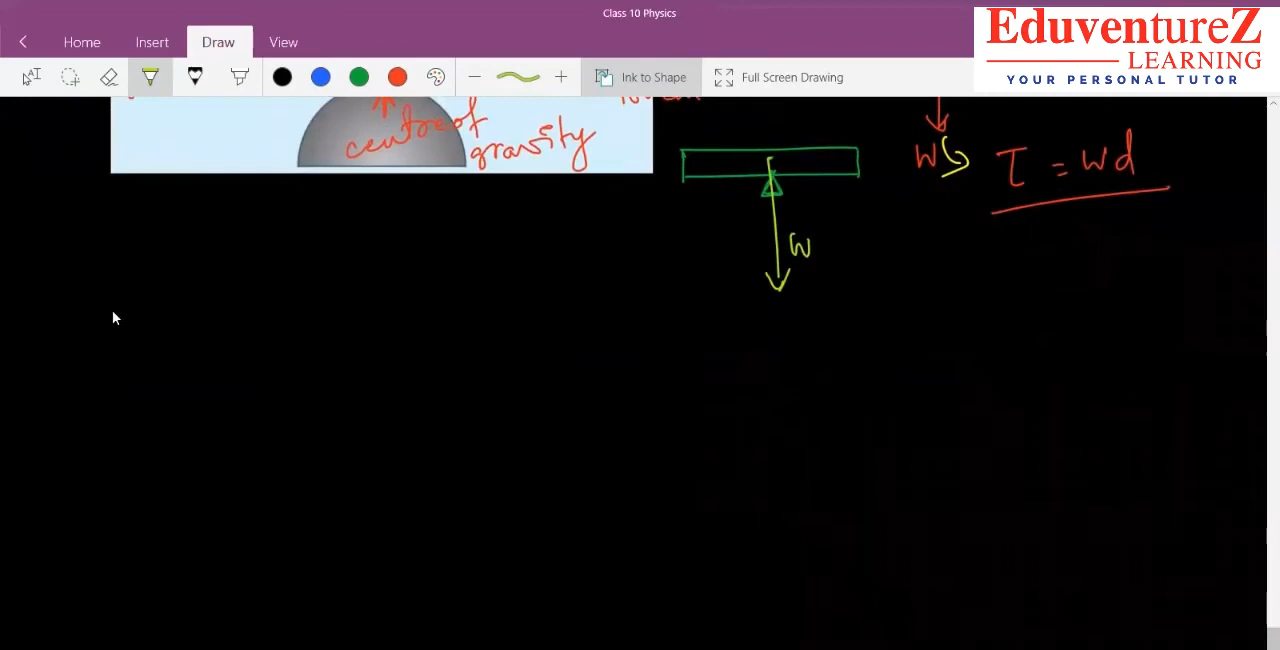 Class 10 Physics
EduventureZ
LEARNING
YOUR PERSONAL TUTOR
Home
Insert
Draw
View
Ink to Shape
Full Screen Drawing
centre of
gravity
W
τ = Wd
W